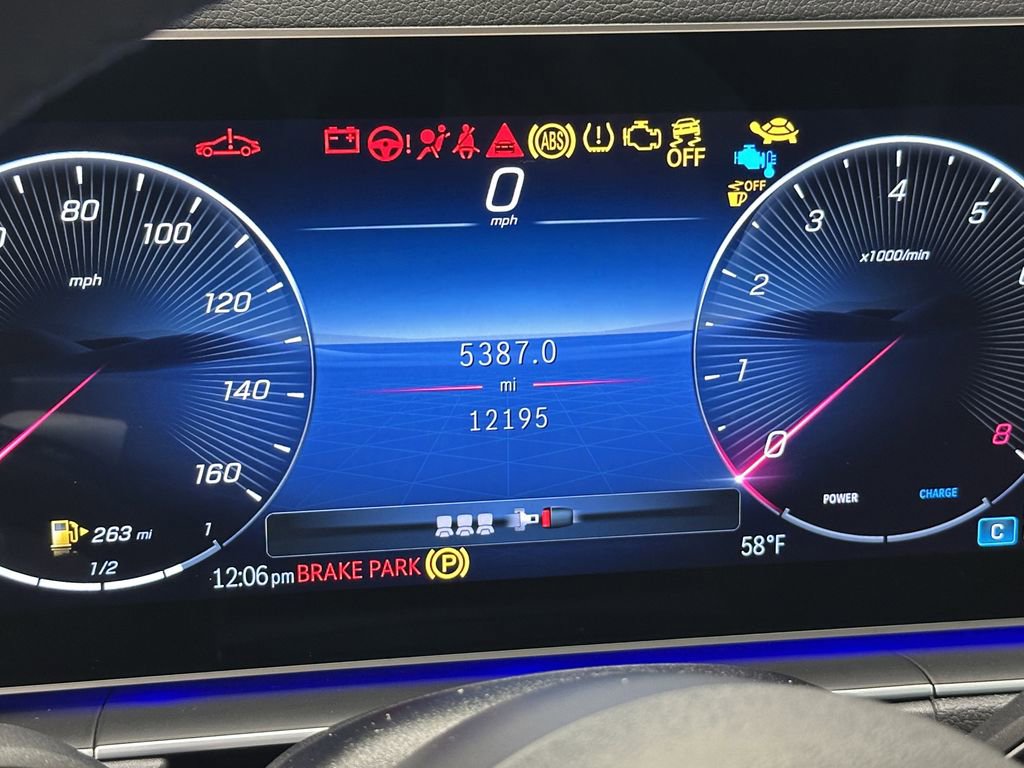 ABS
OFF
OFF
0
mph
80
100
120
140
160
mph
263 mi
1/2
1
5387.0
mi
12195
x1000/min
0
1
2
3
4
5
8
POWER
CHARGE
C
12:06 pm
BRAKE PARK
P
58°F